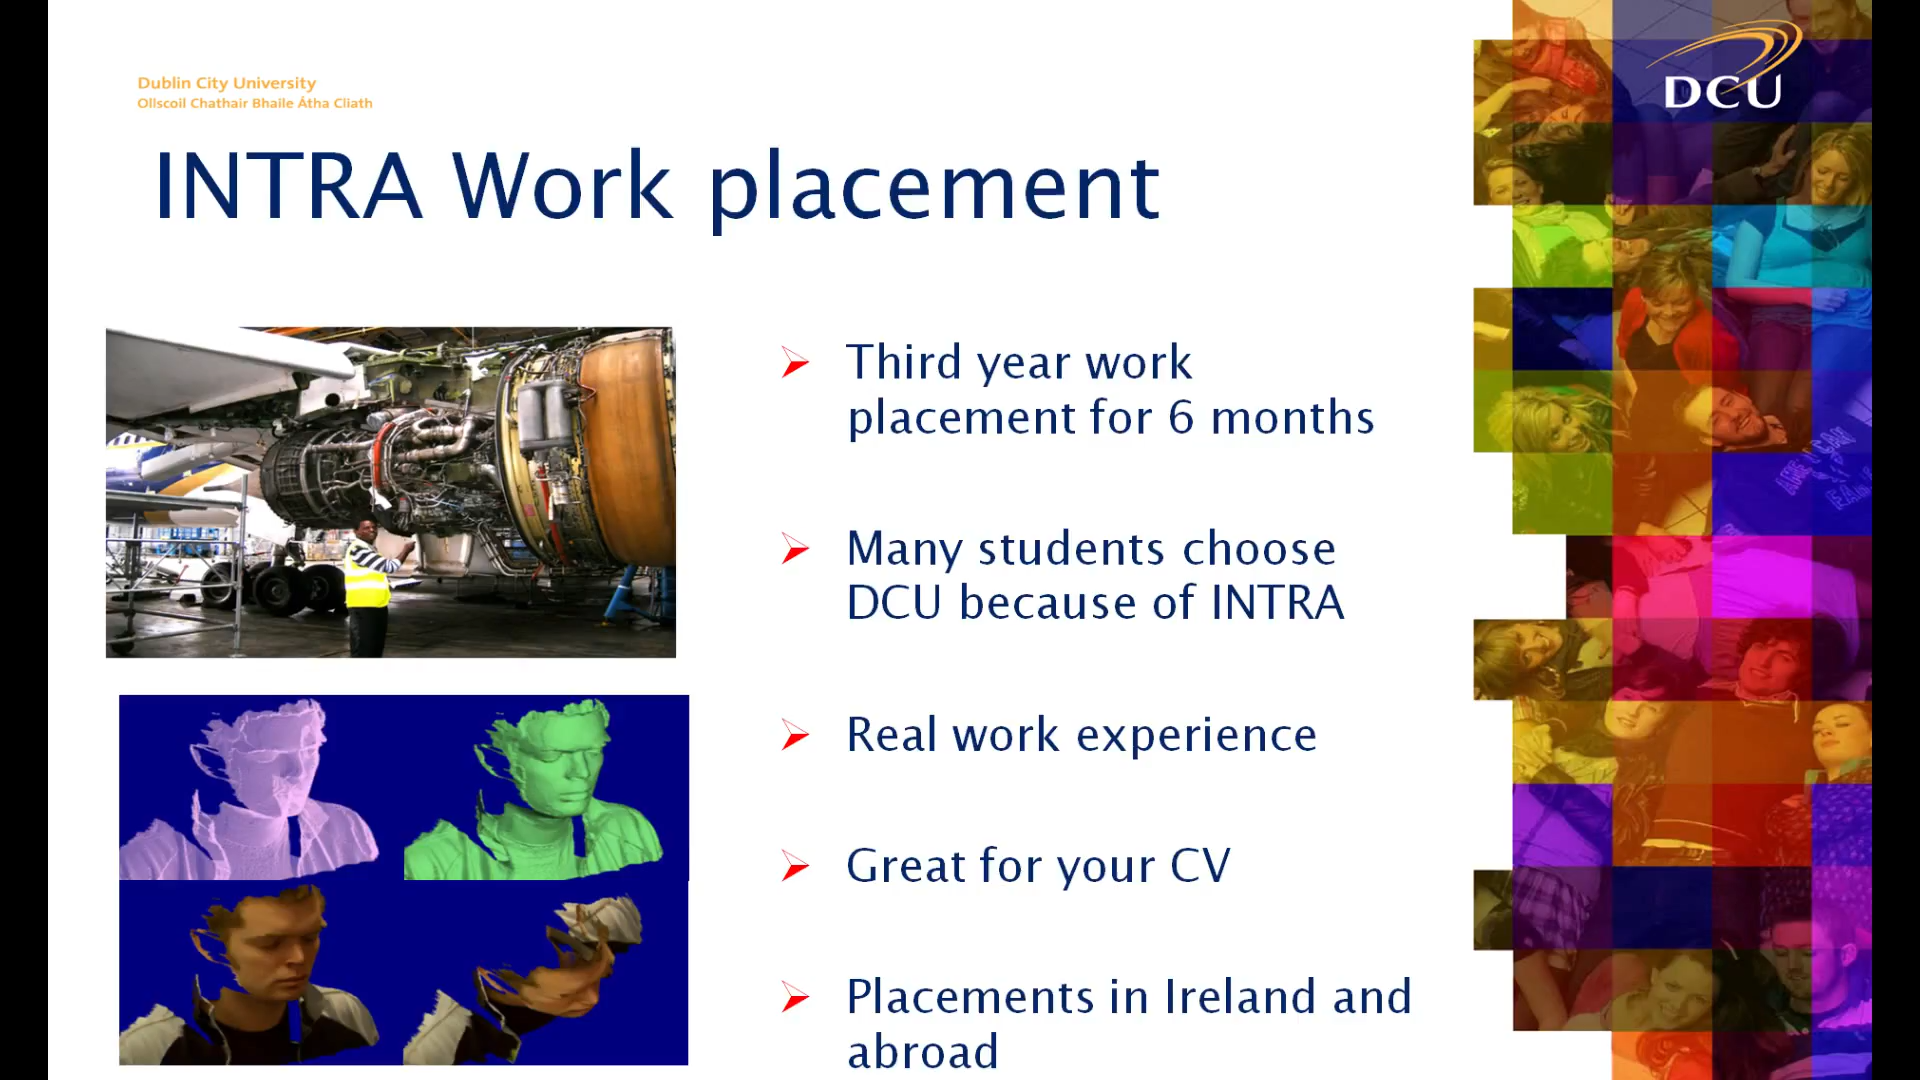 Dublin City University
Ollscoil Chathair Bhaile Átha Cliath
DCU
INTRA Work placement
Third year work
placement for 6 months
Many students choose
DCU because of INTRA
Real work experience
Great for your CV
Placements in Ireland and
abroad